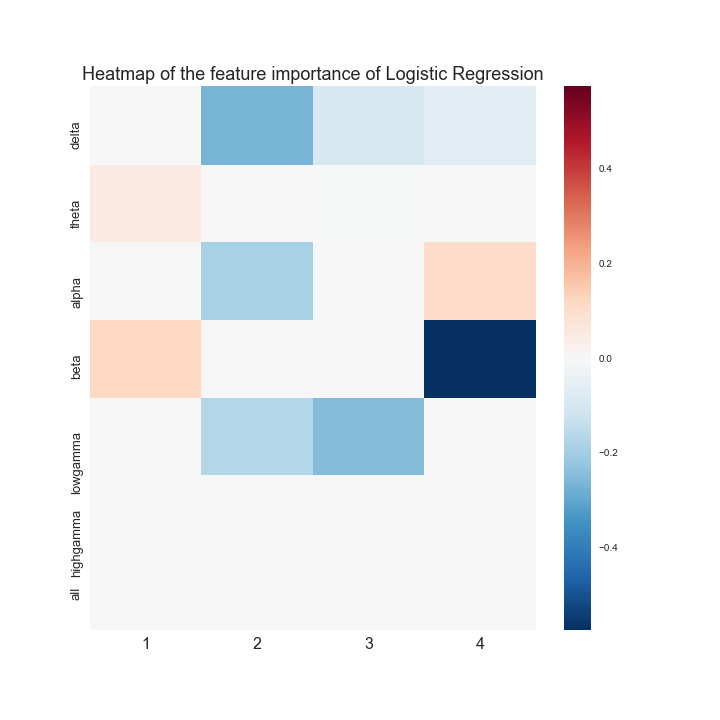 Heatmap of the feature importance of Logistic Regression
delta
theta
alpha
beta
lowgamma
highgamma
all
1 2 3 4
0.4
0.2
0.0
−0.2
−0.4